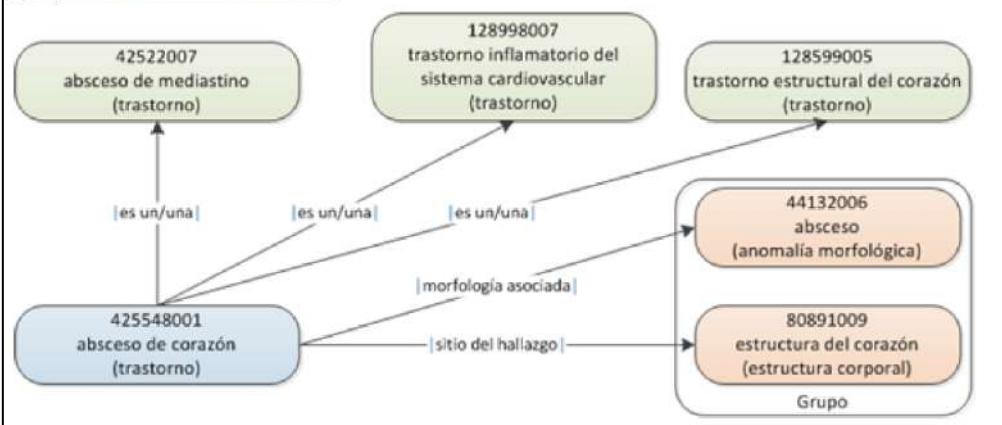 42522007
absceso de mediastino
(trastorno)
128998007
trastorno inflamatorio del
sistema cardiovascular
(trastorno)
128599005
trastorno estructural del corazón
(trastorno)
|es un/una|
|es un/una|
|es un/una|
44132006
absceso
(anomalía morfológica)
|morfología asociada|
425548001
absceso de corazón
(trastorno)
|sitio del hallazgo|
80891009
estructura del corazón
(estructura corporal)
Grupo